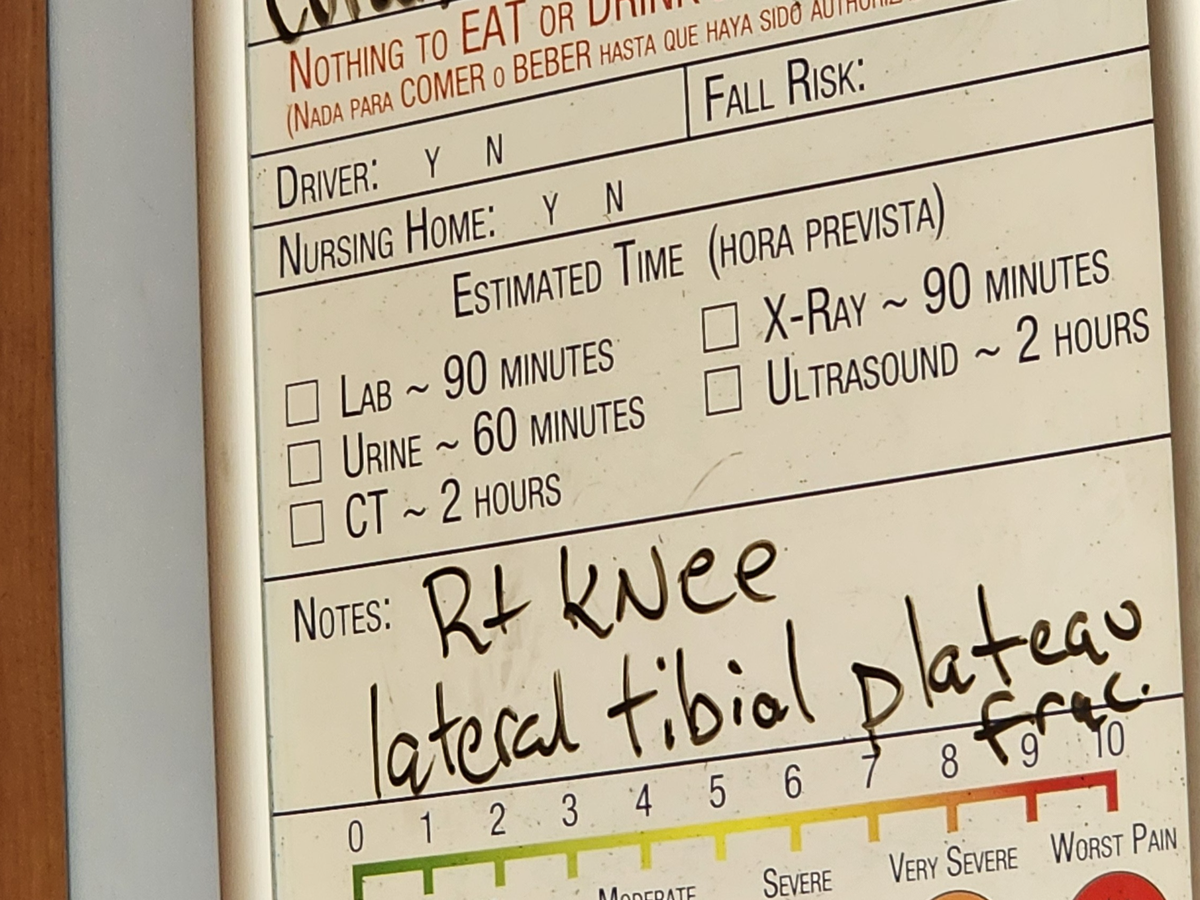 NOTHING TO EAT OR DRINK
(NADA PARA COMER O BEBER HASTA QUE HAYA SIDO
DRIVER: Y N
FALL RISK:
NURSING HOME: Y N
ESTIMATED TIME (HORA PREVISTA)
LAB ~ 90 MINUTES
URINE ~ 60 MINUTES
CT ~ 2 HOURS
X-RAY ~ 90 MINUTES
ULTRASOUND ~ 2 HOURS
NOTES: Rt KNee
lateral tibial plateau
frac.
0 1 2 3 4 5 6 7 8 9 10
MODERATE SEVERE VERY SEVERE WORST PAIN